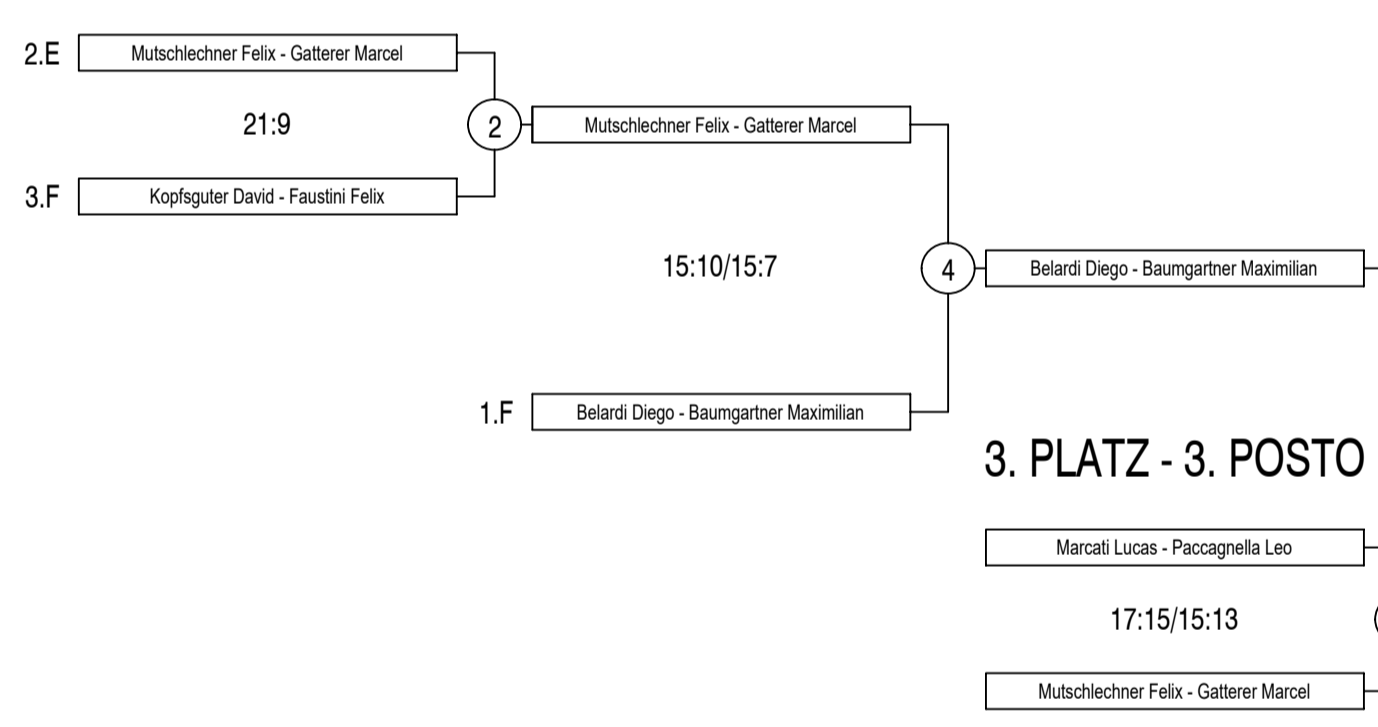 2.E Mutschlechner Felix - Gatterer Marcel
21:9
2 Mutschlechner Felix - Gatterer Marcel
3.F Kopfsguter David - Faustini Felix
15:10/15:7
4 Belardi Diego - Baumgartner Maximilian
1.F Belardi Diego - Baumgartner Maximilian
3. PLATZ - 3. POSTO
Marcati Lucas - Paccagnella Leo
17:15/15:13
Mutschlechner Felix - Gatterer Marcel